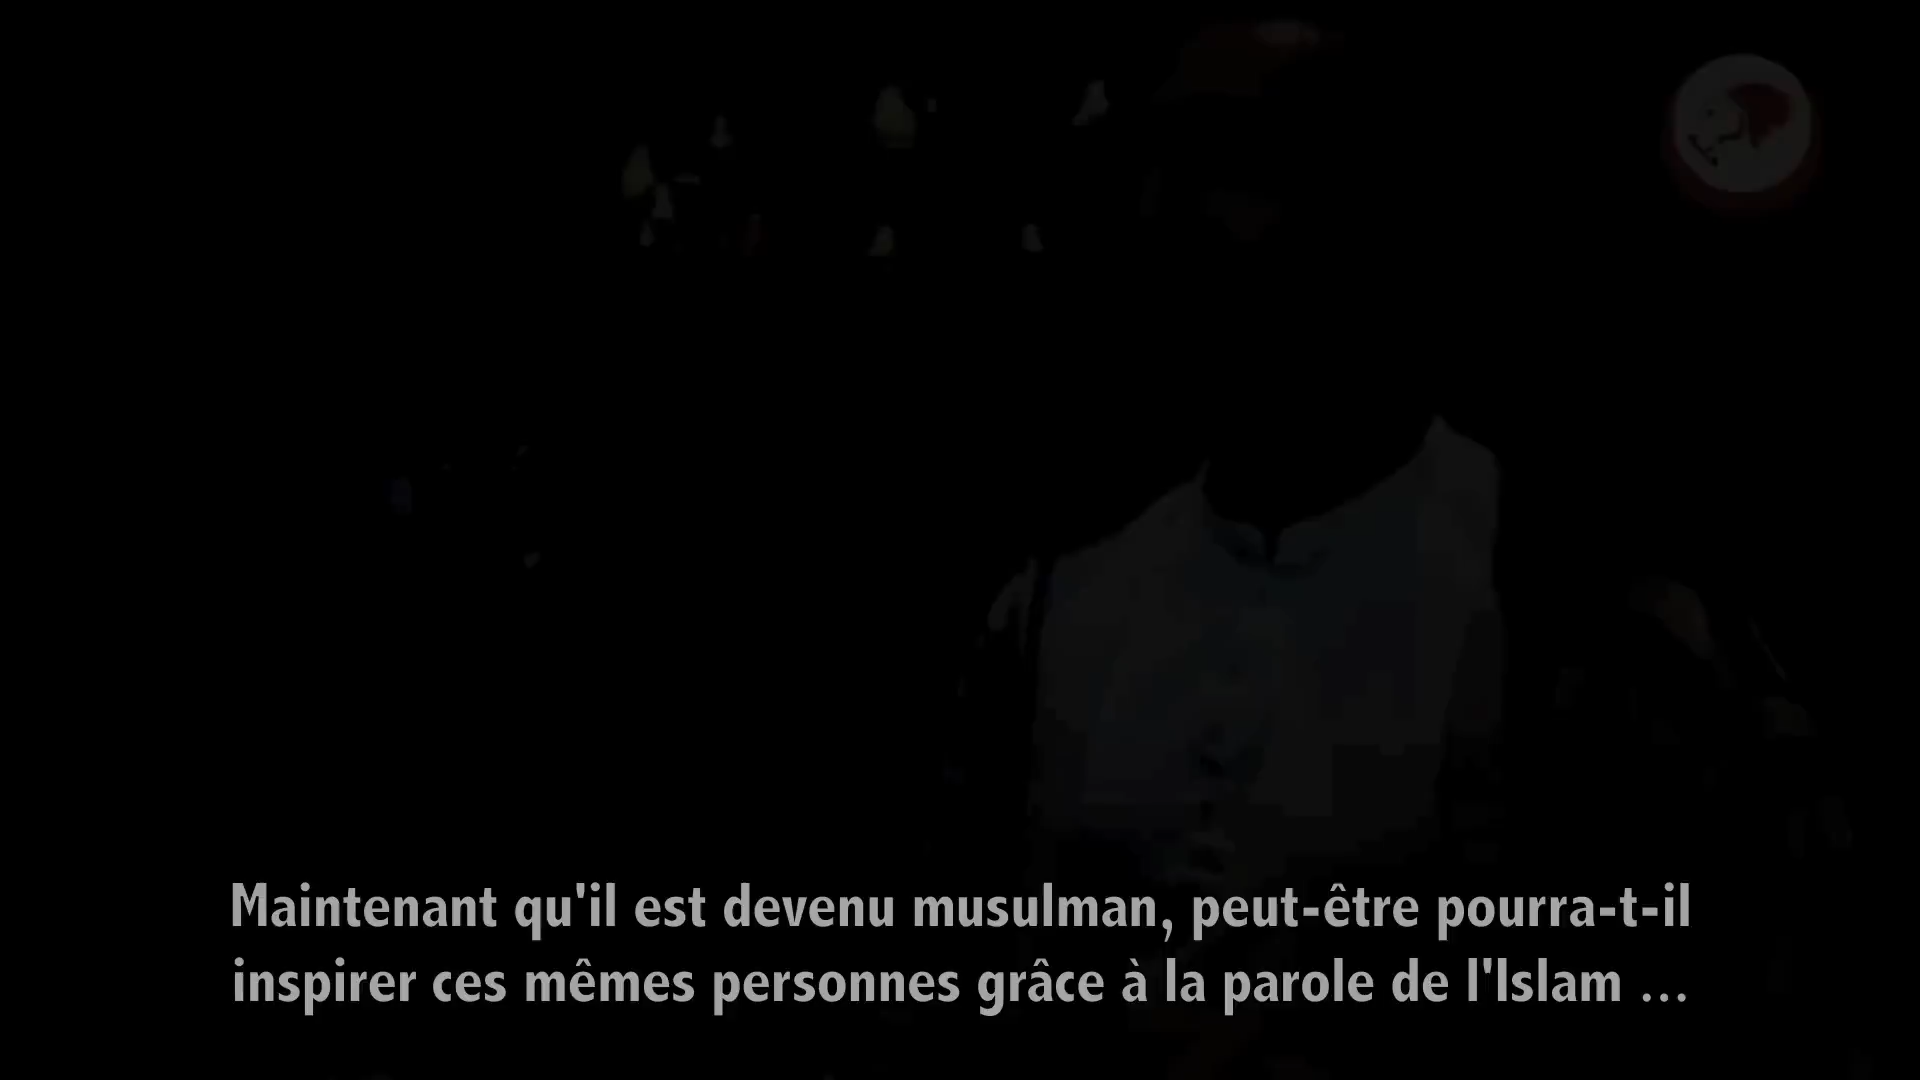 Maintenant qu'il est devenu musulman, peut-être pourra-t-il
inspirer ces mêmes personnes grâce à la parole de l'Islam ...